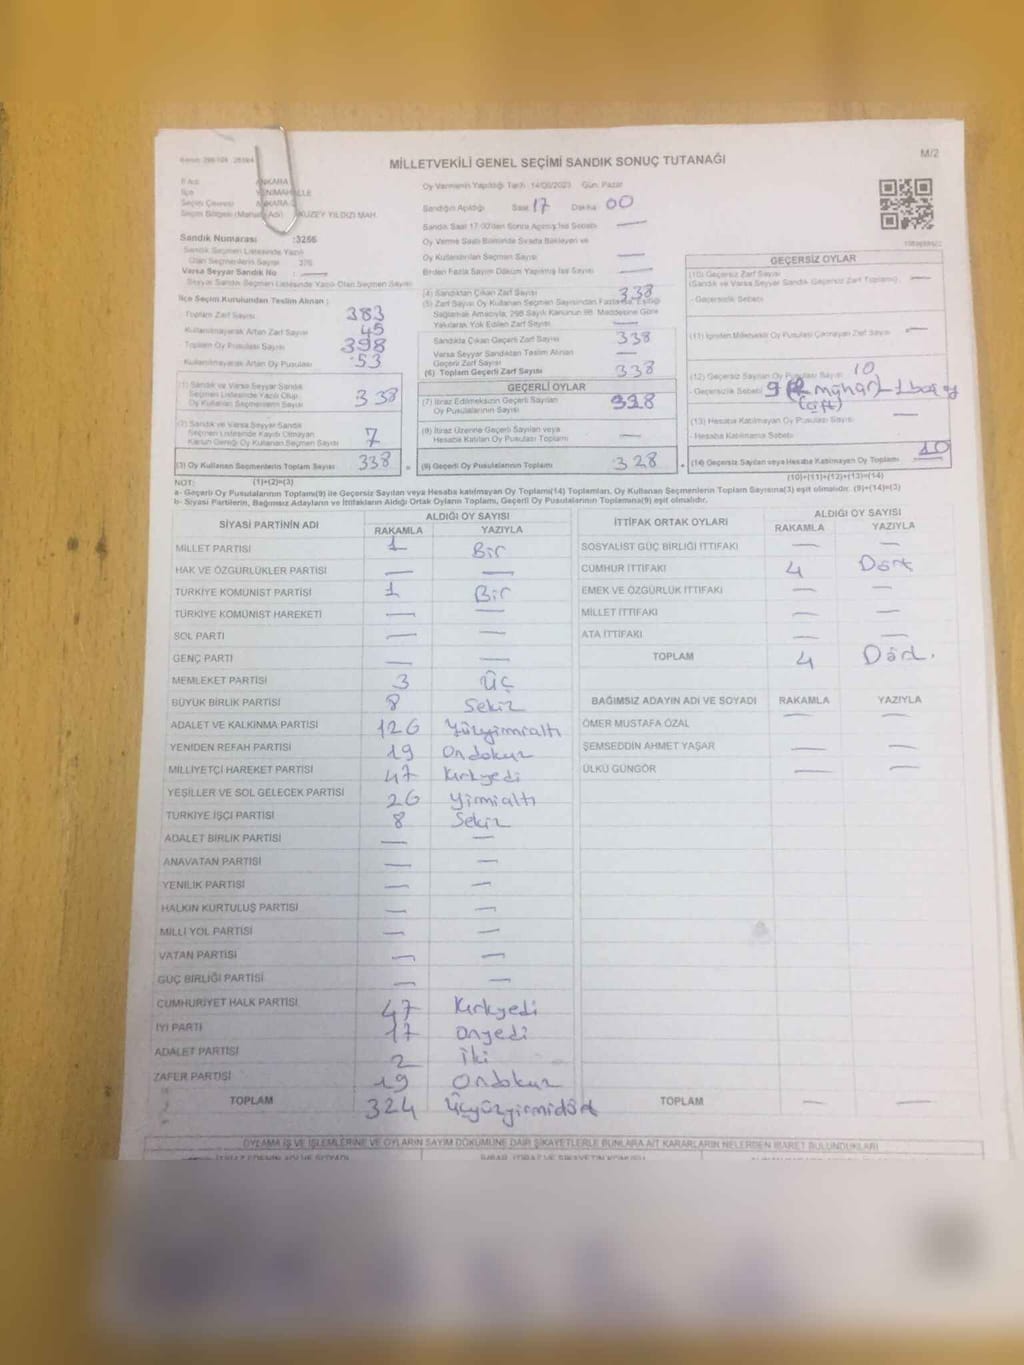 M/2
MİLLETVEKİLİ GENEL SEÇİMİ SANDIK SONUÇ TUTANAĞI
İl Adı ANKARA
İlçe YENİMAHALLE
Seçim Çevresi ANKARA
KUZEY YILDIZI MAH.
Sandık Numarası :3266
Sandık Seçmen Listesinde Yazılı
Olan Seçmenlerin Sayısı
Varsa Seyyar Sandık No : —
Seyyar Sandık Seçmen Listesinde Yazılı Olan Seçmen Sayısı
İlçe Seçim Kurulundan Teslim Alınan :
Toplam Zarf Sayısı 383
Kullanılmayarak Artan Zarf Sayısı 45
Toplam Oy Pusulası Sayısı 398
Kullanılmayarak Artan Oy Pusulası 53
(1) Sandık ve Varsa Seyyar Sandık
Seçmen Listesinde Yazılı Olup
Oy Kullanan Seçmenlerin Sayısı 338
(2) Sandık ve Varsa Seyyar Sandık
Seçmen Listesinde Kaydı Olmayan
Kanun Gereği Oy Kullanan Seçmen Sayısı 7
(3) Oy Kullanan Seçmenlerin Toplam Sayısı 338
Oy Vermenin Yapıldığı Tarih : 14/05/2023 Gün: Pazar
Sandığın Açıldığı Saat 17 Dakika 00
Sandık Saat 17:00'den Sonra Açılmış İse Sebebi —
Oy Verme Saati Bitiminde Sırada Bekleyen ve
Oy Kullandırılan Seçmen Sayısı —
Birden Fazla Sayım Döküm Yapılmış İse Sayısı —
(4) Sandıktan Çıkan Zarf Sayısı 338
(5) Zarf Sayısı Oy Kullanan Seçmen Sayısından Fazla ise, Eşitliği
Sağlamak Amacıyla, 298 Sayılı Kanunun 98. Maddesine Göre
Yakılarak Yok Edilen Zarf Sayısı —
Sandıkta Çıkan Geçerli Zarf Sayısı 338
Varsa Seyyar Sandıktan Teslim Alınan
Geçerli Zarf Sayısı —
(6) Toplam Geçerli Zarf Sayısı 338
GEÇERLİ OYLAR
(7) İtiraz Edilmeksizin Geçerli Sayılan
Oy Pusulalarının Sayısı 328
(8) İtiraz Üzerine Geçerli Sayılan veya
Hesaba Katılan Oy Pusulası Toplamı —
(9) Geçerli Oy Pusulalarının Toplamı 328
GEÇERSİZ OYLAR
(10) Geçersiz Zarf Sayısı
(Sandık ve Varsa Seyyar Sandık Geçersiz Zarf Toplamı) —
- Geçersizlik Sebebi
(11) İçinden Milletvekili Oy Pusulası Çıkmayan Zarf Sayısı —
(12) Geçersiz Sayılan Oy Pusulası Sayısı 10
- Geçersizlik Sebebi 9 mühür 1 boş oy
(çift)
(13) Hesaba Katılmayan Oy Pusulası Sayısı —
- Hesaba Katılmama Sebebi
(14) Geçersiz Sayılan veya Hesaba Katılmayan Oy Toplamı 10
NOT: (1)+(2)=(3) (10)+(11)+(12)+(13)=(14)
a- Geçerli Oy Pusulalarının Toplamı(9) ile Geçersiz Sayılan veya Hesaba katılmayan Oy Toplamı(14) Toplamları, Oy Kullanan Seçmenlerin Toplam Sayısına(3) eşit olmalıdır. (9)+(14)=(3)
b- Siyasi Partilerin, Bağımsız Adayların ve İttifakların Aldığı Ortak Oyların Toplamı, Geçerli Oy Pusulalarının Toplamına(9) eşit olmalıdır.
SİYASİ PARTİNİN ADI ALDIĞI OY SAYISI
RAKAMLA YAZIYLA
MİLLET PARTİSİ 1 Bir
HAK VE ÖZGÜRLÜKLER PARTİSİ — —
TÜRKİYE KOMÜNİST PARTİSİ 1 Bir
TÜRKİYE KOMÜNİST HAREKETİ — —
SOL PARTİ — —
GENÇ PARTİ — —
MEMLEKET PARTİSİ 3 üç
BÜYÜK BİRLİK PARTİSİ 8 Sekiz
ADALET VE KALKINMA PARTİSİ 126 Yüzyirmialtı
YENİDEN REFAH PARTİSİ 19 Ondokuz
MİLLİYETÇİ HAREKET PARTİSİ 47 Kırkyedi
YEŞİLLER VE SOL GELECEK PARTİSİ 26 Yirmialtı
TÜRKİYE İŞÇİ PARTİSİ 8 Sekiz
ADALET BİRLİK PARTİSİ — —
ANAVATAN PARTİSİ — —
YENİLİK PARTİSİ — —
HALKIN KURTULUŞ PARTİSİ — —
MİLLİ YOL PARTİSİ — —
VATAN PARTİSİ — —
GÜÇ BİRLİĞİ PARTİSİ — —
CUMHURİYET HALK PARTİSİ 47 Kırkyedi
İYİ PARTİ 17 onyedi
ADALET PARTİSİ 2 İki
ZAFER PARTİSİ 19 Ondokuz
TOPLAM 324 üçyüzyirmidört
İTTİFAK ORTAK OYLARI ALDIĞI OY SAYISI
RAKAMLA YAZIYLA
SOSYALİST GÜÇ BİRLİĞİ İTTİFAKI — —
CUMHUR İTTİFAKI 4 Dört
EMEK VE ÖZGÜRLÜK İTTİFAKI — —
MİLLET İTTİFAKI — —
ATA İTTİFAKI — —
TOPLAM 4 Dört.
BAĞIMSIZ ADAYIN ADI VE SOYADI RAKAMLA YAZIYLA
ÖMER MUSTAFA ÖZAL — —
ŞEMSEDDİN AHMET YAŞAR — —
ÜLKÜ GÜNGÖR — —
TOPLAM — —
OYLAMA İŞ VE İŞLEMLERİNE VE OYLARIN SAYIM DÖKÜMÜNE DAİR ŞİKAYETLERLE BUNLARA AİT KARARLARIN NELERDEN İBARET BULUNDUKLARI